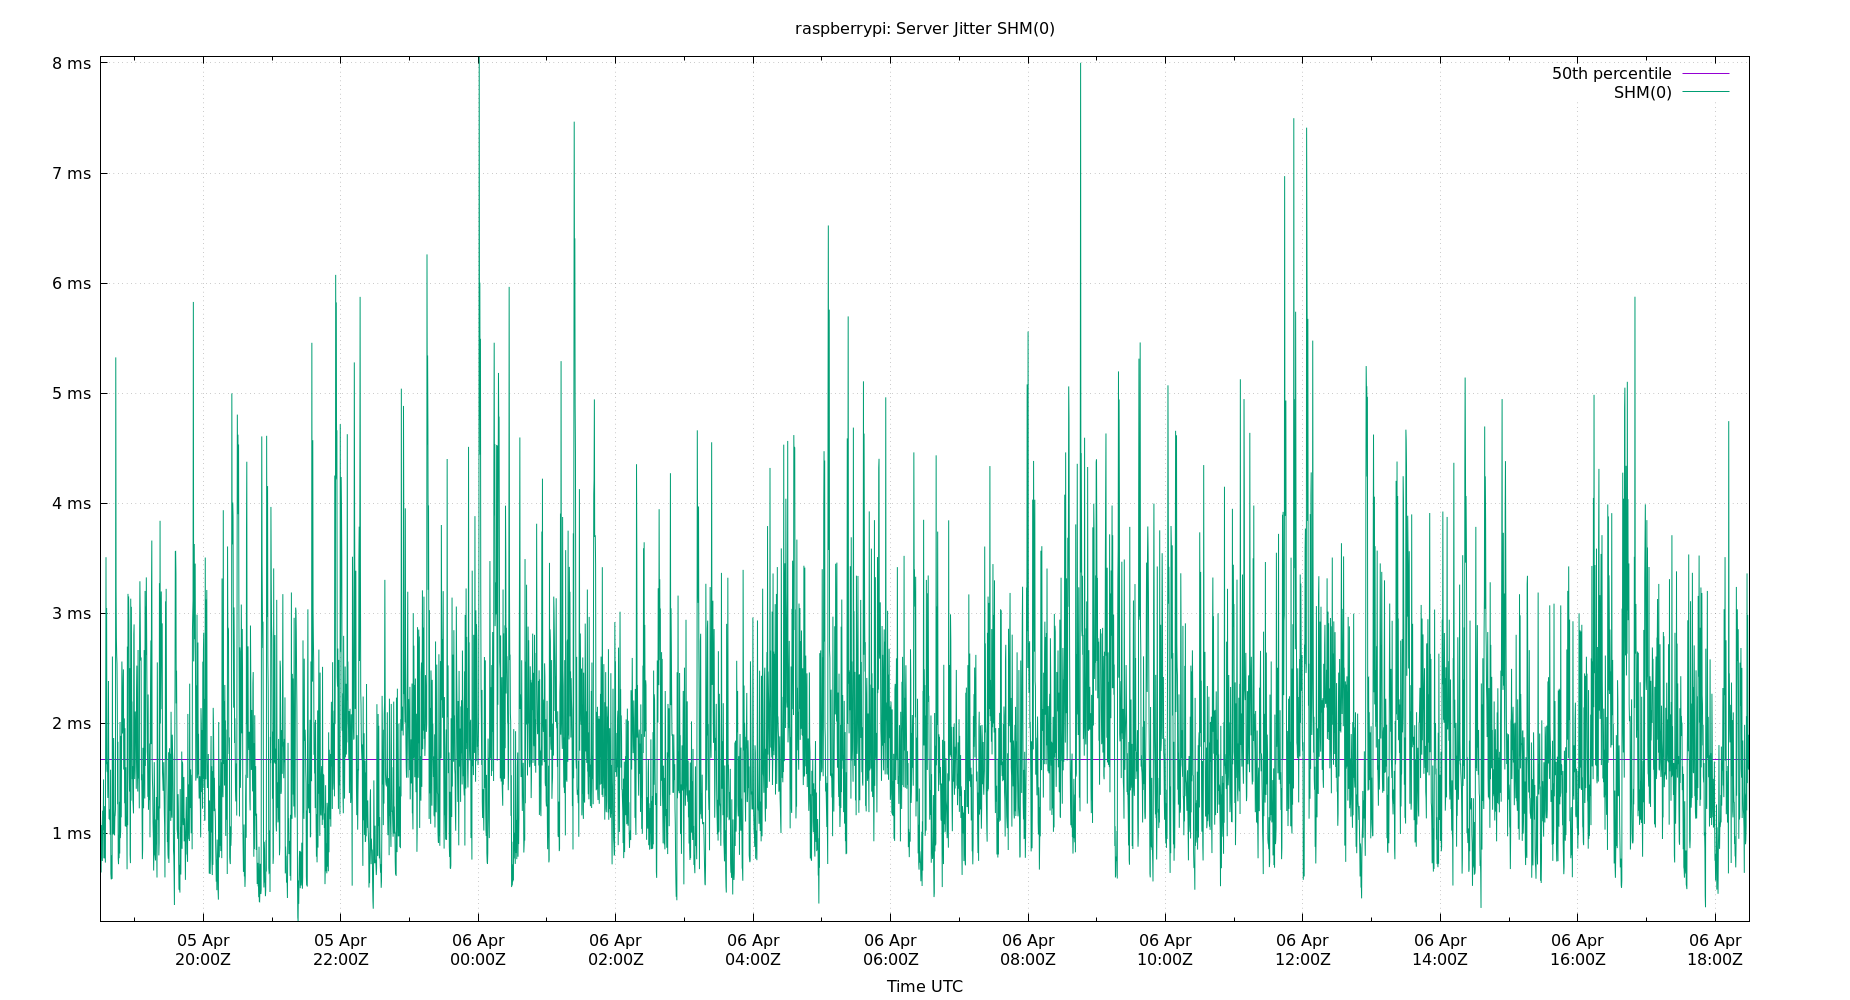 raspberrypi: Server Jitter SHM(0)
50th percentile
SHM(0)
8 ms
7 ms
6 ms
5 ms
4 ms
3 ms
2 ms
1 ms
05 Apr 05 Apr 06 Apr 06 Apr 06 Apr 06 Apr 06 Apr 06 Apr 06 Apr 06 Apr 06 Apr 06 Apr
20:00Z 22:00Z 00:00Z 02:00Z 04:00Z 06:00Z 08:00Z 10:00Z 12:00Z 14:00Z 16:00Z 18:00Z
Time UTC